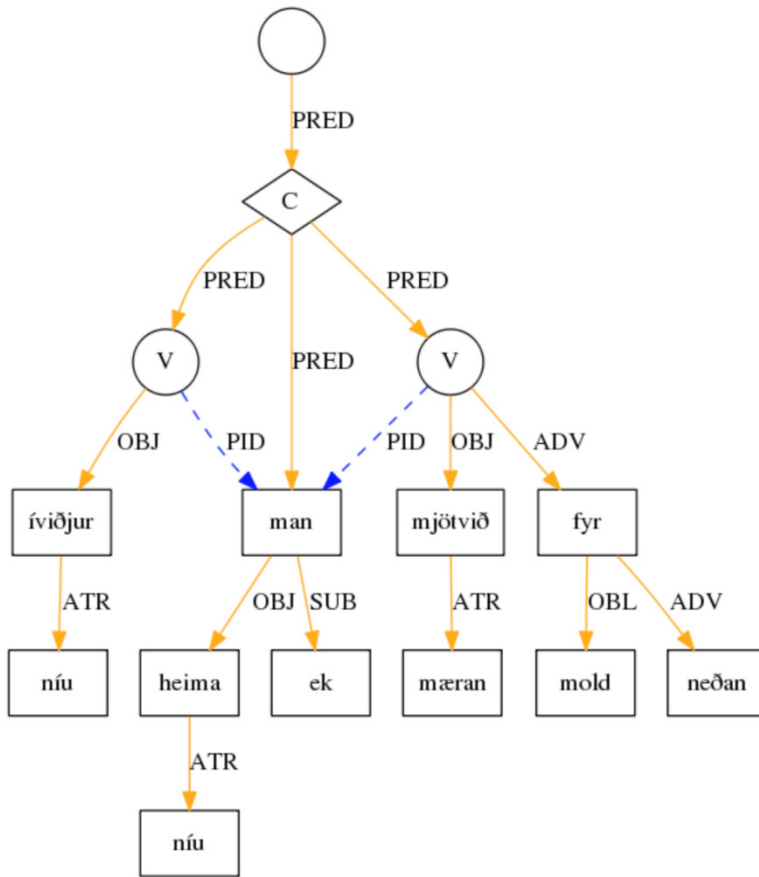 PRED
C
PRED PRED PRED
V V
OBJ PID PID OBJ ADV
íviðjur man mjötvið fyr
ATR OBJ SUB ATR OBL ADV
níu heima ek mæran mold neðan
ATR
níu